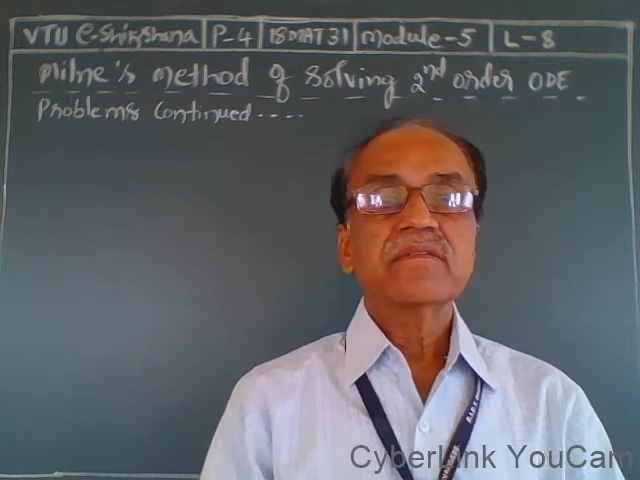 VTU e-Shikshana P-4 18MAT31 Module-5 L-8
Milne's Method of Solving 2nd order ODE
Problems Continued....
CyberLink YouCam